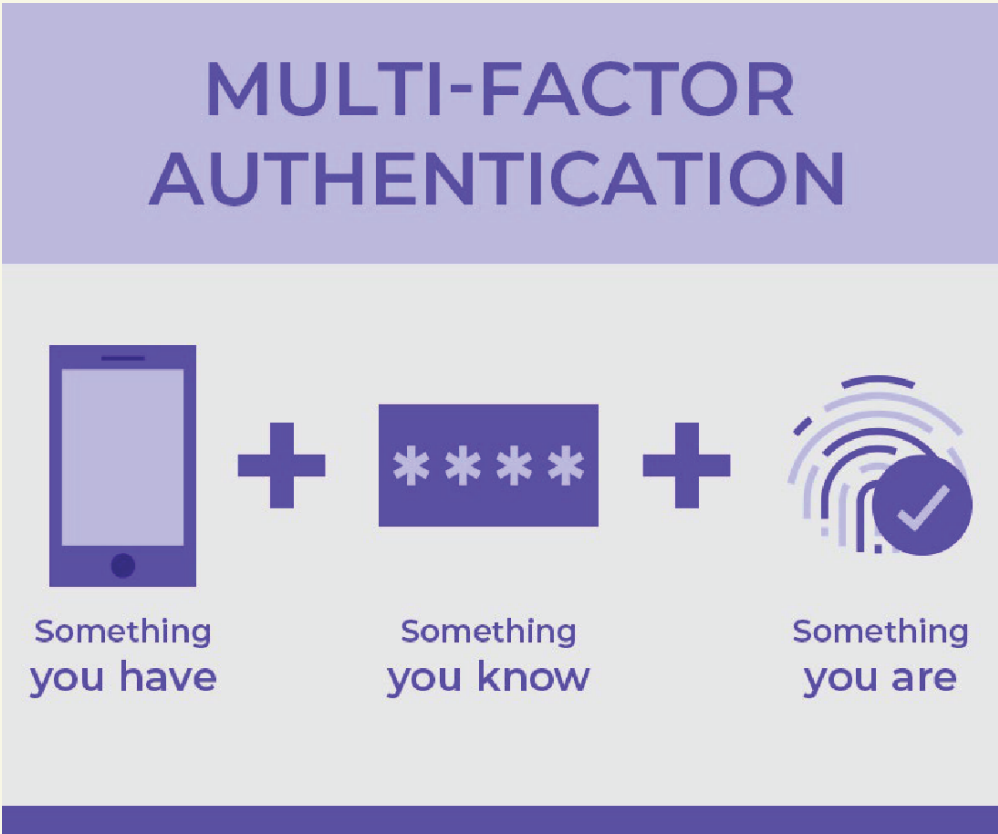 MULTI-FACTOR
AUTHENTICATION
****
Something
you have
Something
you know
Something
you are